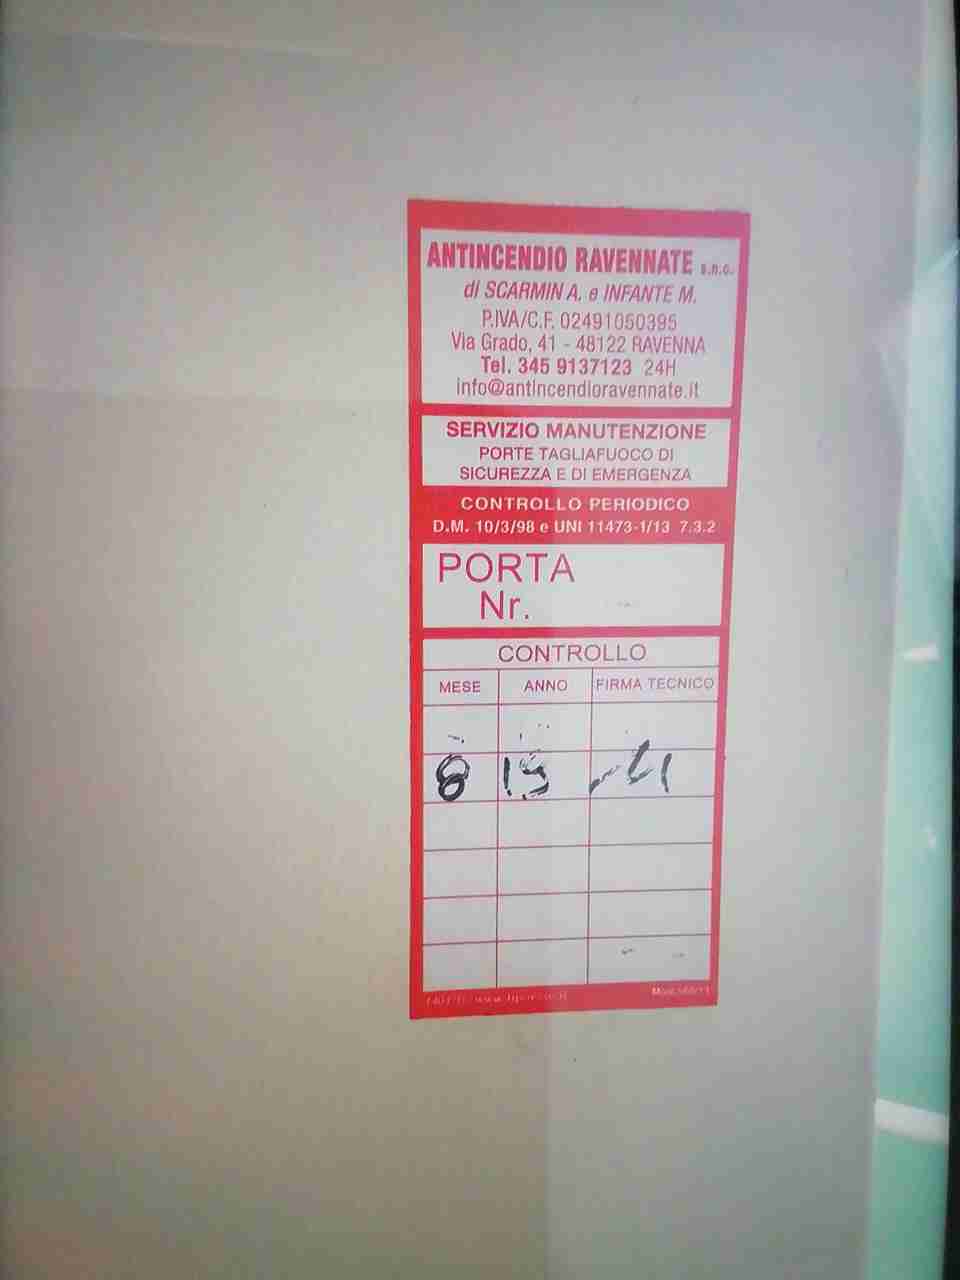 ANTINCENDIO RAVENNATE s.n.c.
di SCARMIN A. e INFANTE M.
P.IVA/C.F. 02491050395
Via Grado, 41 - 48122 RAVENNA
Tel. 345 9137123 24H
info@antincendioravennate.it
SERVIZIO MANUTENZIONE
PORTE TAGLIAFUOCO DI
SICUREZZA E DI EMERGENZA
CONTROLLO PERIODICO
D.M. 10/3/98 e UNI 11473-1/13 7.3.2
PORTA
Nr.
CONTROLLO
MESE ANNO FIRMA TECNICO
8 19